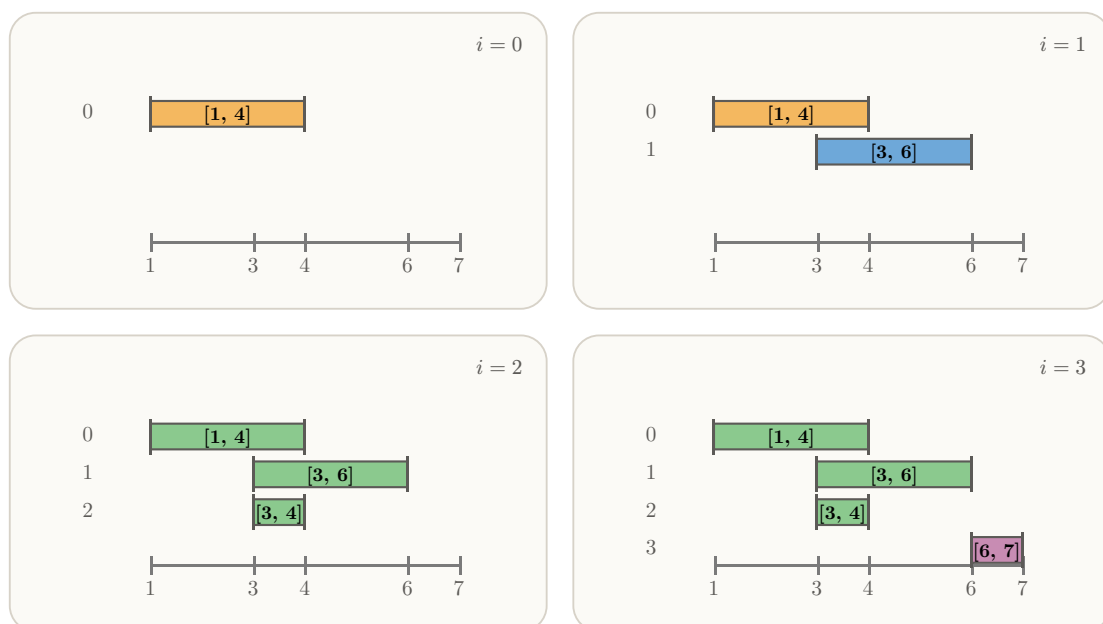 i = 0
0 [1, 4]
1 3 4 6 7
i = 1
0 [1, 4]
1 [3, 6]
1 3 4 6 7
i = 2
0 [1, 4]
1 [3, 6]
2 [3, 4]
1 3 4 6 7
i = 3
0 [1, 4]
1 [3, 6]
2 [3, 4]
3 [6, 7]
1 3 4 6 7